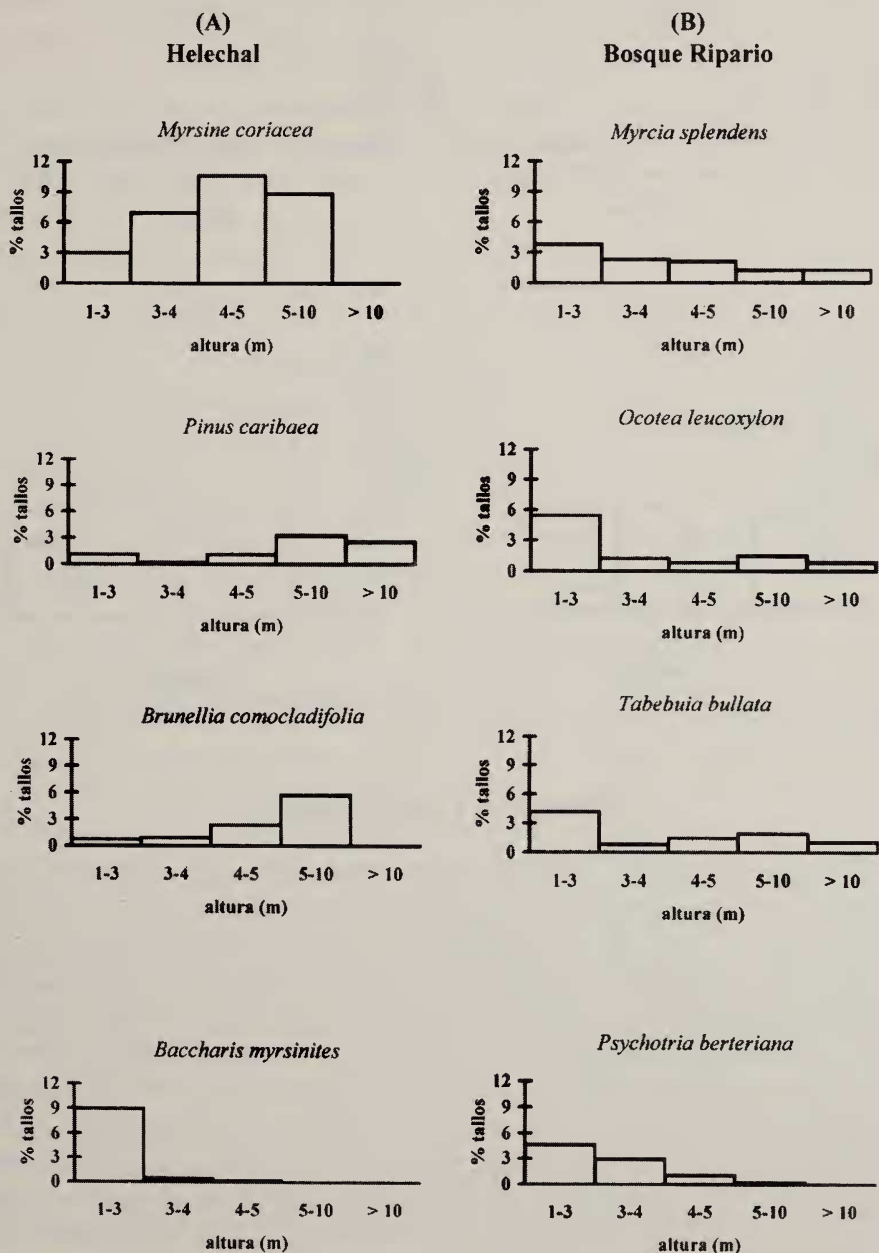 (A)
Helechal
Myrsine coriacea
12
9
6
3
0
% tallos
1-3 3-4 4-5 5-10 > 10
altura (m)
Pinus caribaea
12
9
6
3
0
% tallos
1-3 3-4 4-5 5-10 > 10
altura (m)
Brunellia comocladifolia
12
9
6
3
0
% tallos
1-3 3-4 4-5 5-10 > 10
altura (m)
Baccharis myrsinites
12
9
6
3
0
% tallos
1-3 3-4 4-5 5-10 > 10
altura (m)
(B)
Bosque Ripario
Myrcia splendens
12
9
6
3
0
% tallos
1-3 3-4 4-5 5-10 > 10
altura (m)
Ocotea leucoxylon
12
9
6
3
0
% tallos
1-3 3-4 4-5 5-10 > 10
altura (m)
Tabebuia bullata
12
9
6
3
0
% tallos
1-3 3-4 4-5 5-10 > 10
altura (m)
Psychotria berteriana
12
9
6
3
0
% tallos
1-3 3-4 4-5 5-10 > 10
altura (m)